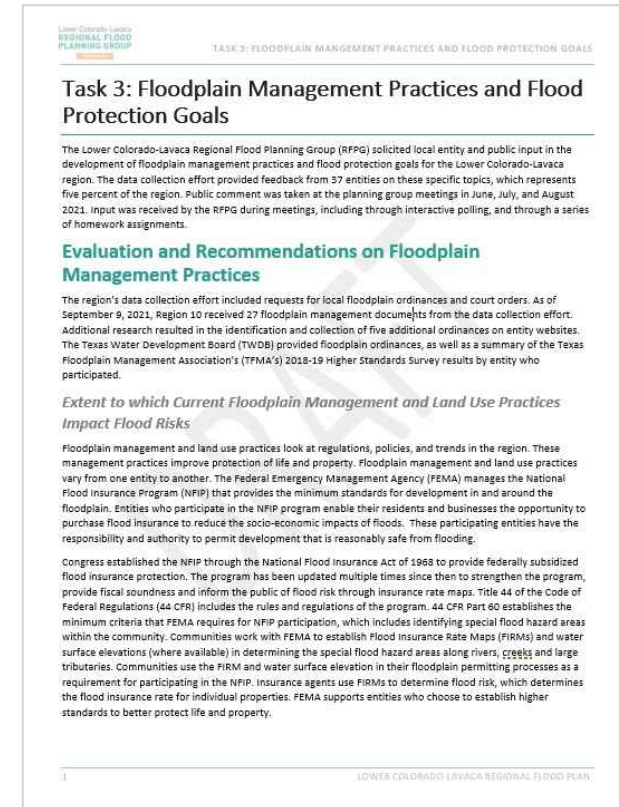 Lower Colorado-Lavaca
REGIONAL FLOOD
PLANNING GROUP
TASK 3: FLOODPLAIN MANGEMENT PRACTICES AND FLOOD PROTECTION GOALS
Task 3: Floodplain Management Practices and Flood
Protection Goals
The Lower Colorado-Lavaca Regional Flood Planning Group (RFPG) solicited local entity and public input in the
development of floodplain management practices and flood protection goals for the Lower Colorado-Lavaca
region. The data collection effort provided feedback from 37 entities on these specific topics, which represents
five percent of the region. Public comment was taken at the planning group meetings in June, July, and August
2021. Input was received by the RFPG during meetings, including through interactive polling, and through a series
of homework assignments.
Evaluation and Recommendations on Floodplain
Management Practices
The region's data collection effort included requests for local floodplain ordinances and court orders. As of
September 9, 2021, Region 10 received 27 floodplain management documents from the data collection effort.
Additional research resulted in the identification and collection of five additional ordinances on entity websites.
The Texas Water Development Board (TWDB) provided floodplain ordinances, as well as a summary of the Texas
Floodplain Management Association's (TFMA's) 2018-19 Higher Standards Survey results by entity who
participated.
Extent to which Current Floodplain Management and Land Use Practices
Impact Flood Risks
Floodplain management and land use practices look at regulations, policies, and trends in the region. These
management practices improve protection of life and property. Floodplain management and land use practices
vary from one entity to another. The Federal Emergency Management Agency (FEMA) manages the National
Flood Insurance Program (NFIP) that provides the minimum standards for development in and around the
floodplain. Entities who participate in the NFIP program enable their residents and businesses the opportunity to
purchase flood insurance to reduce the socio-economic impacts of floods. These participating entities have the
responsibility and authority to permit development that is reasonably safe from flooding.
Congress established the NFIP through the National Flood Insurance Act of 1968 to provide federally subsidized
flood insurance protection. The program has been updated multiple times since then to strengthen the program,
provide fiscal soundness and inform the public of flood risk through insurance rate maps. Title 44 of the Code of
Federal Regulations (44 CFR) includes the rules and regulations of the program. 44 CFR Part 60 establishes the
minimum criteria that FEMA requires for NFIP participation, which includes identifying special flood hazard areas
within the community. Communities work with FEMA to establish Flood Insurance Rate Maps (FIRMs) and water
surface elevations (where available) in determining the special flood hazard areas along rivers, creeks and large
tributaries. Communities use the FIRM and water surface elevation in their floodplain permitting processes as a
requirement for participating in the NFIP. Insurance agents use FIRMs to determine flood risk, which determines
the flood insurance rate for individual properties. FEMA supports entities who choose to establish higher
standards to better protect life and property.
DRAFT
1
LOWER COLORADO-LAVACA REGIONAL FLOOD PLAN